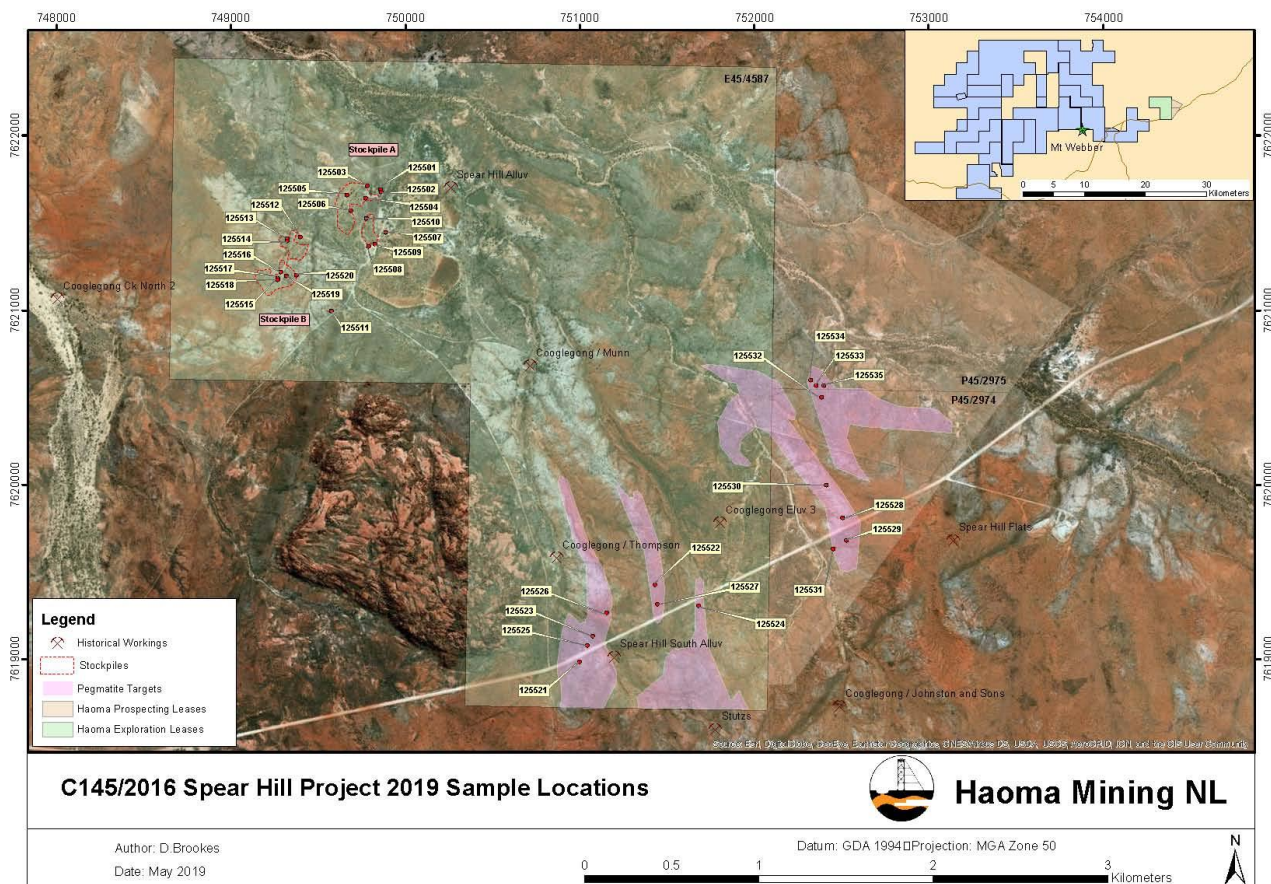 748000 749000 750000 751000 752000 753000 754000
7622000
7621000
7620000
7619000
7622000
7621000
7620000
7619000
E45/4587
Mt Webber
0 5 10 20 30
Kilometers
Stockpile A
125503
125501
125505
125502
125506
125504
125512
125510
125513
125507
125514
125509
125516
125508
125517
125520
125518
125519
125515
Stockpile B
125511
Spear Hill Alluv
Cooglegong Ck North 2
Cooglegong / Munn
125534
125532
125533
125535
P45/2975
P45/2974
125530
125528
Cooglegong Eluv 3
125529
Spear Hill Flats
125531
Cooglegong / Thompson
125522
125526
125527
125523
125524
125525
Spear Hill South Alluv
125521
Cooglegong / Johnston and Sons
Stutzs
Legend
Historical Workings
Stockpiles
Pegmatite Targets
Haoma Prospecting Leases
Haoma Exploration Leases
C145/2016 Spear Hill Project 2019 Sample Locations
Haoma Mining NL
Author: D.Brookes
Date: May 2019
Datum: GDA 1994 Projection: MGA Zone 50
0 0.5 1 2 3
Kilometers
N